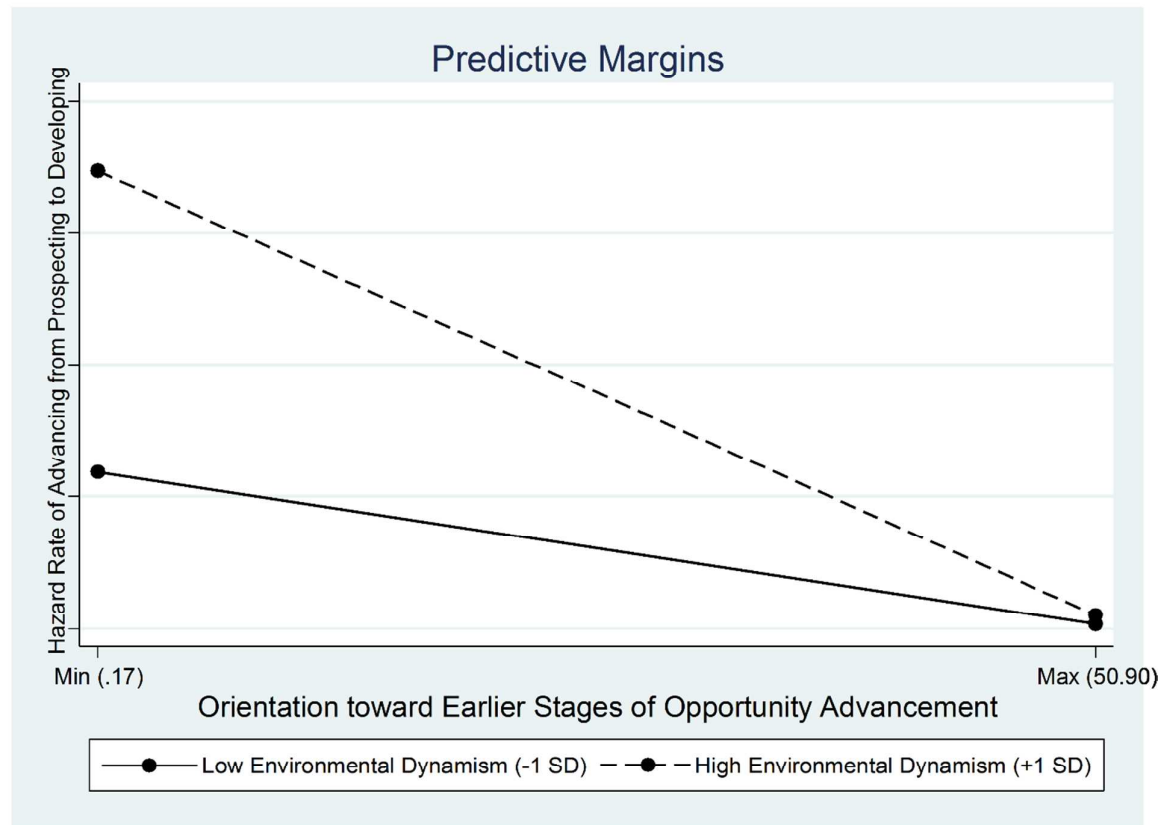 Predictive Margins
Hazard Rate of Advancing from Prospecting to Developing
Min (.17)
Max (50.90)
Orientation toward Earlier Stages of Opportunity Advancement
Low Environmental Dynamism (-1 SD)
High Environmental Dynamism (+1 SD)